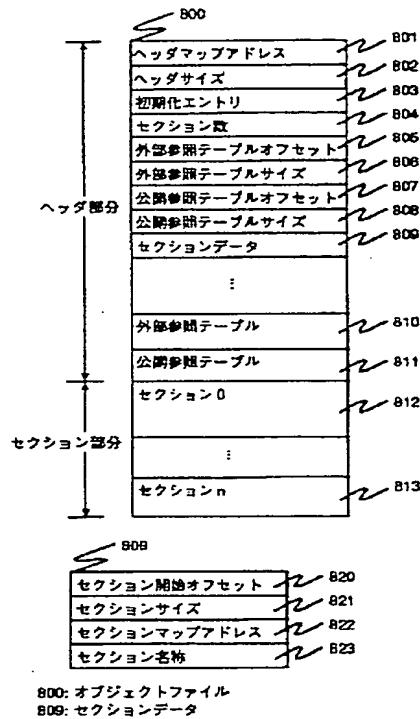 800
ヘッダマップアドレス 801
ヘッダサイズ 802
初期化エントリ 803
セクション数 804
外部参照テーブルオフセット 805
外部参照テーブルサイズ 806
公開参照テーブルオフセット 807
公開参照テーブルサイズ 808
セクションデータ 809
ヘッダ部分
⋮
外部参照テーブル 810
公開参照テーブル 811
セクション0 812
セクション部分
⋮
セクションn 813
809
セクション開始オフセット 820
セクションサイズ 821
セクションマップアドレス 822
セクション名称 823
800: オブジェクトファイル
809: セクションデータ